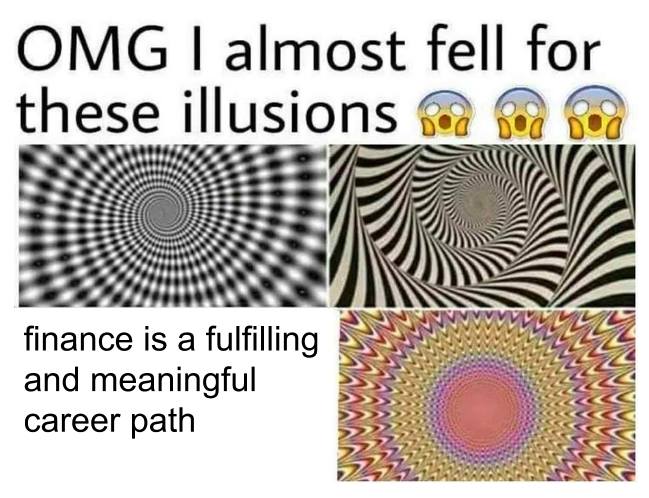 OMG I almost fell for
these illusions 😱 😱 😱
finance is a fulfilling
and meaningful
career path